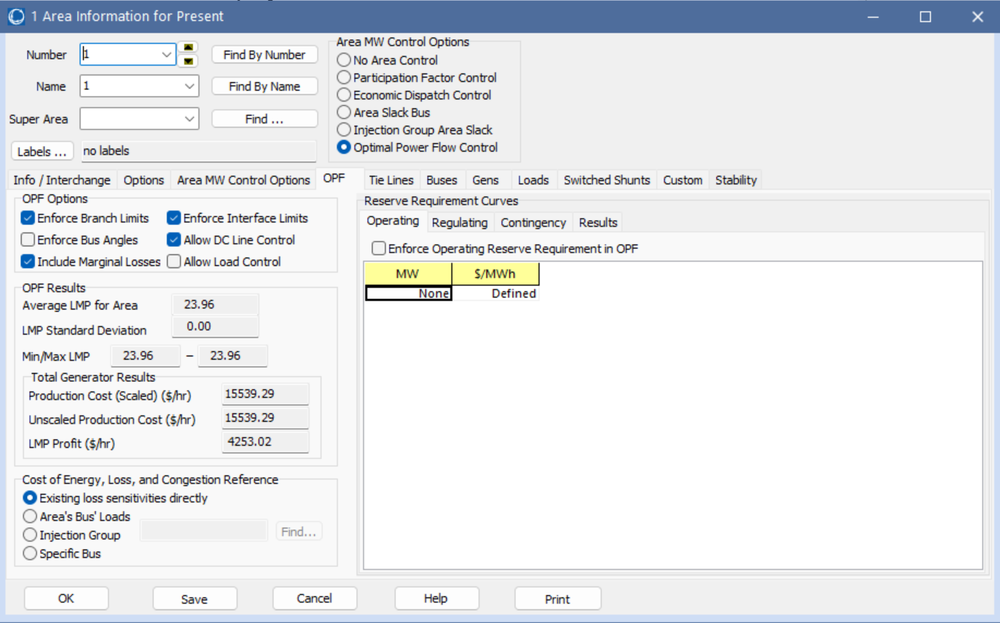 1 Area Information for Present
Number 1 Find By Number
Name 1 Find By Name
Super Area Find ...
Labels ... no labels
Area MW Control Options
No Area Control
Participation Factor Control
Economic Dispatch Control
Area Slack Bus
Injection Group Area Slack
Optimal Power Flow Control
Info / Interchange Options Area MW Control Options OPF Tie Lines Buses Gens Loads Switched Shunts Custom Stability
OPF Options
Enforce Branch Limits Enforce Interface Limits
Enforce Bus Angles Allow DC Line Control
Include Marginal Losses Allow Load Control
OPF Results
Average LMP for Area 23.96
LMP Standard Deviation 0.00
Min/Max LMP 23.96 – 23.96
Total Generator Results
Production Cost (Scaled) ($/hr) 15539.29
Unscaled Production Cost ($/hr) 15539.29
LMP Profit ($/hr) 4253.02
Cost of Energy, Loss, and Congestion Reference
Existing loss sensitivities directly
Area's Bus' Loads
Injection Group
Specific Bus
Find...
Reserve Requirement Curves
Operating Regulating Contingency Results
Enforce Operating Reserve Requirement in OPF
MW $/MWh
None Defined
OK Save Cancel Help Print